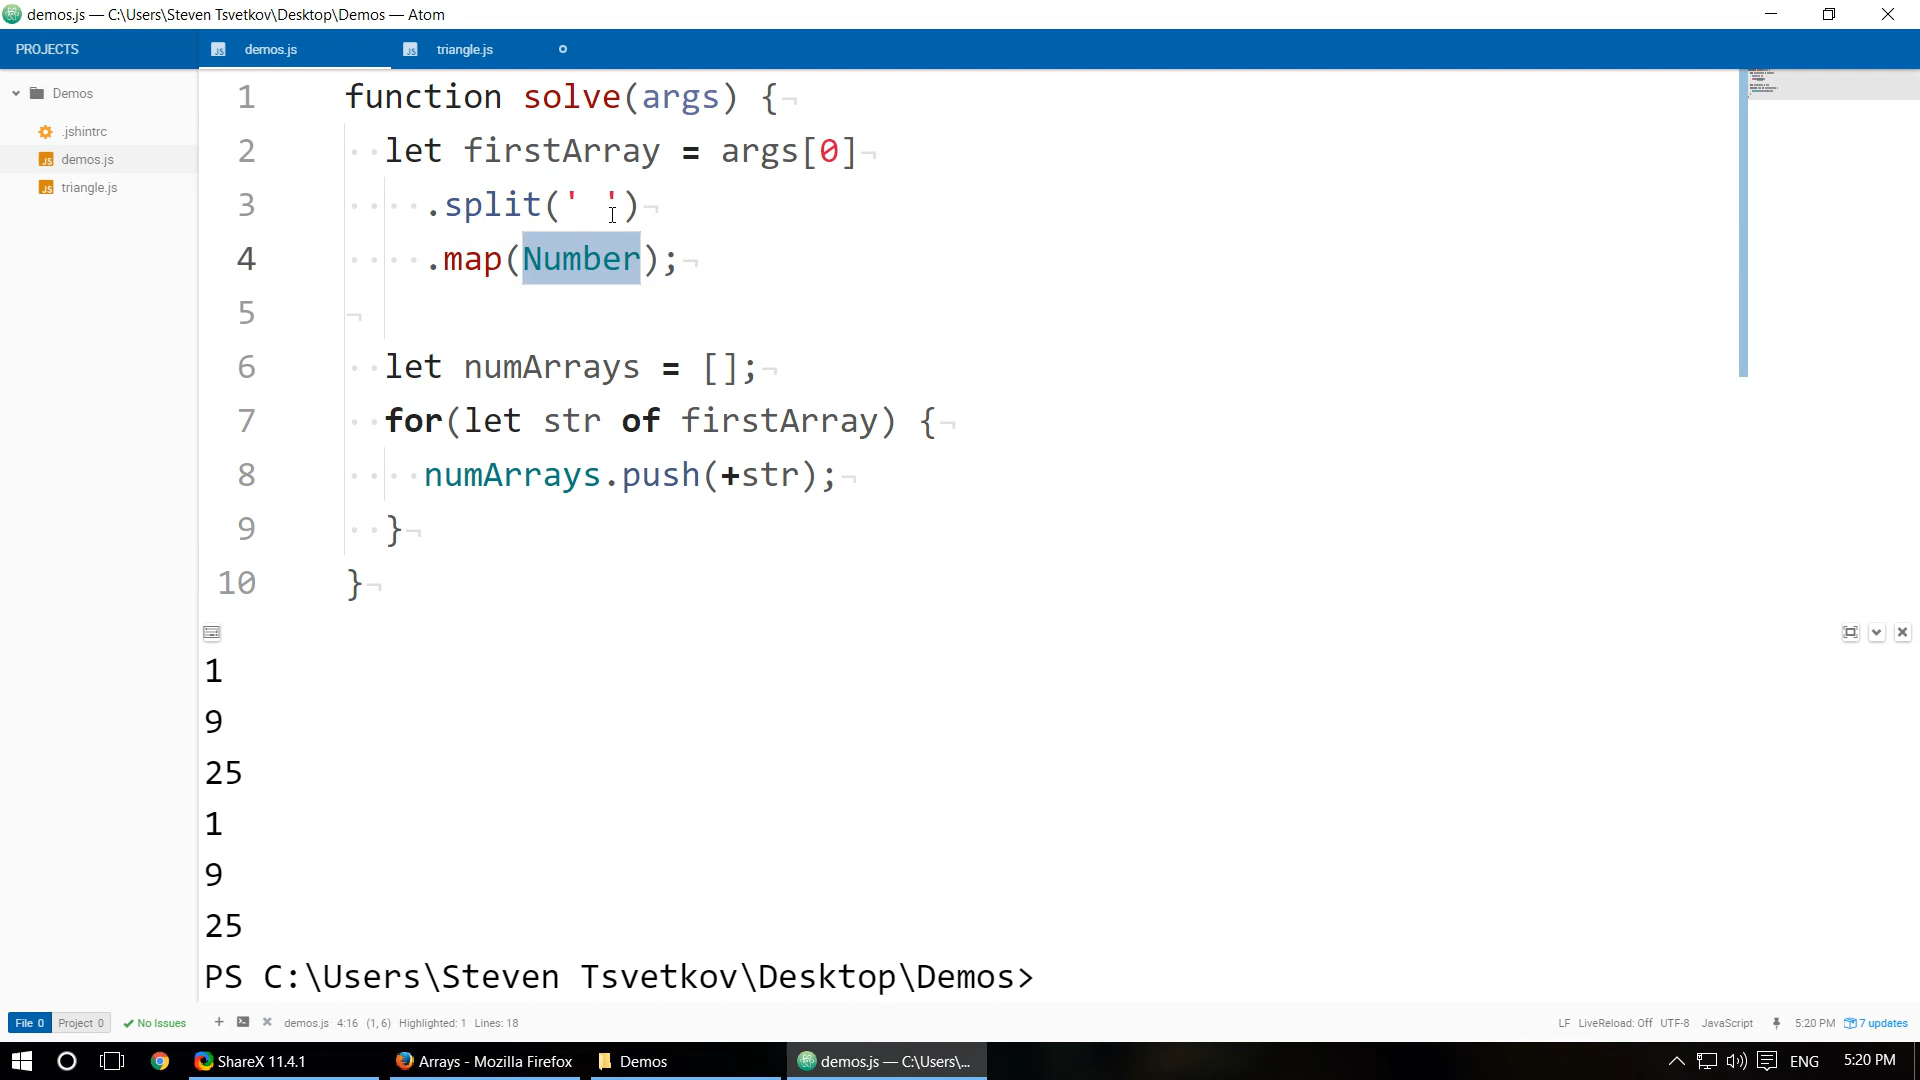 demos.js — C:\Users\Steven Tsvetkov\Desktop\Demos — Atom
PROJECTS
demos.js
triangle.js
Demos
.jshintrc
demos.js
triangle.js
1 function solve(args) {
2 let firstArray = args[0]
3 .split(' ')
4 .map(Number);
5
6 let numArrays = [];
7 for(let str of firstArray) {
8 numArrays.push(+str);
9 }
10 }
1
9
25
1
9
25
PS C:\Users\Steven Tsvetkov\Desktop\Demos>
File 0 Project 0 No Issues demos.js 4:16 (1, 6) Highlighted: 1 Lines: 18 LF LiveReload: Off UTF-8 JavaScript 5:20 PM 7 updates
ShareX 11.4.1 Arrays - Mozilla Firefox Demos demos.js — C:\Users\... ENG 5:20 PM